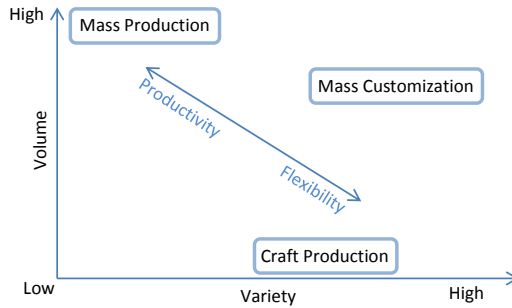 High
Mass Production
Mass Customization
Productivity
Volume
Flexibility
Craft Production
Low
Variety
High